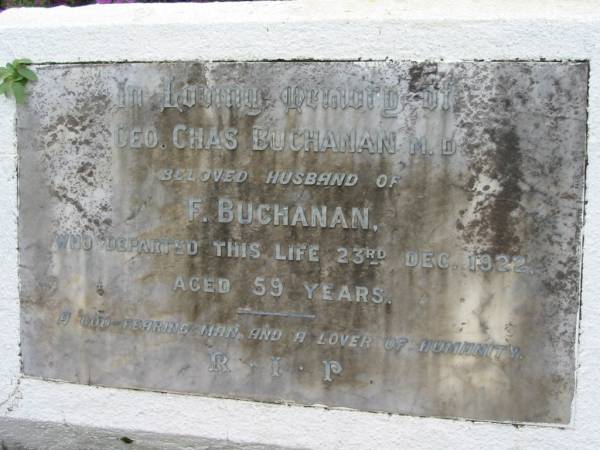 In Loving Memory of
GEO. CHAS BUCHANAN M.D.
BELOVED HUSBAND OF
F. BUCHANAN,
WHO DEPARTED THIS LIFE 23RD DEC. 1922.
AGED 59 YEARS.
A GOD-FEARING MAN, AND A LOVER OF HUMANITY.
R · I · P